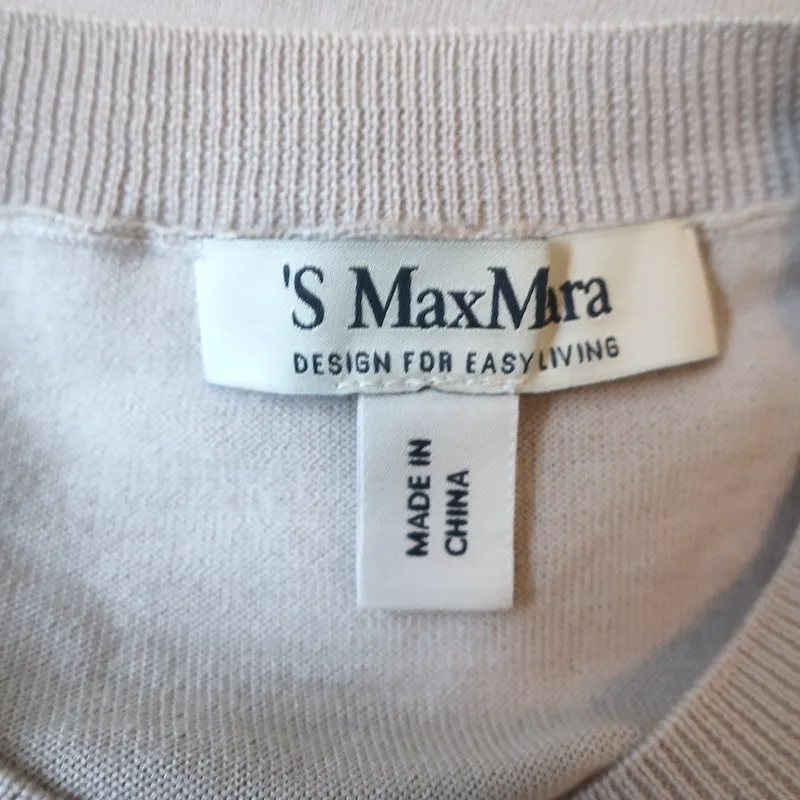 'S MaxMara
DESIGN FOR EASYLIVING
MADE IN
CHINA